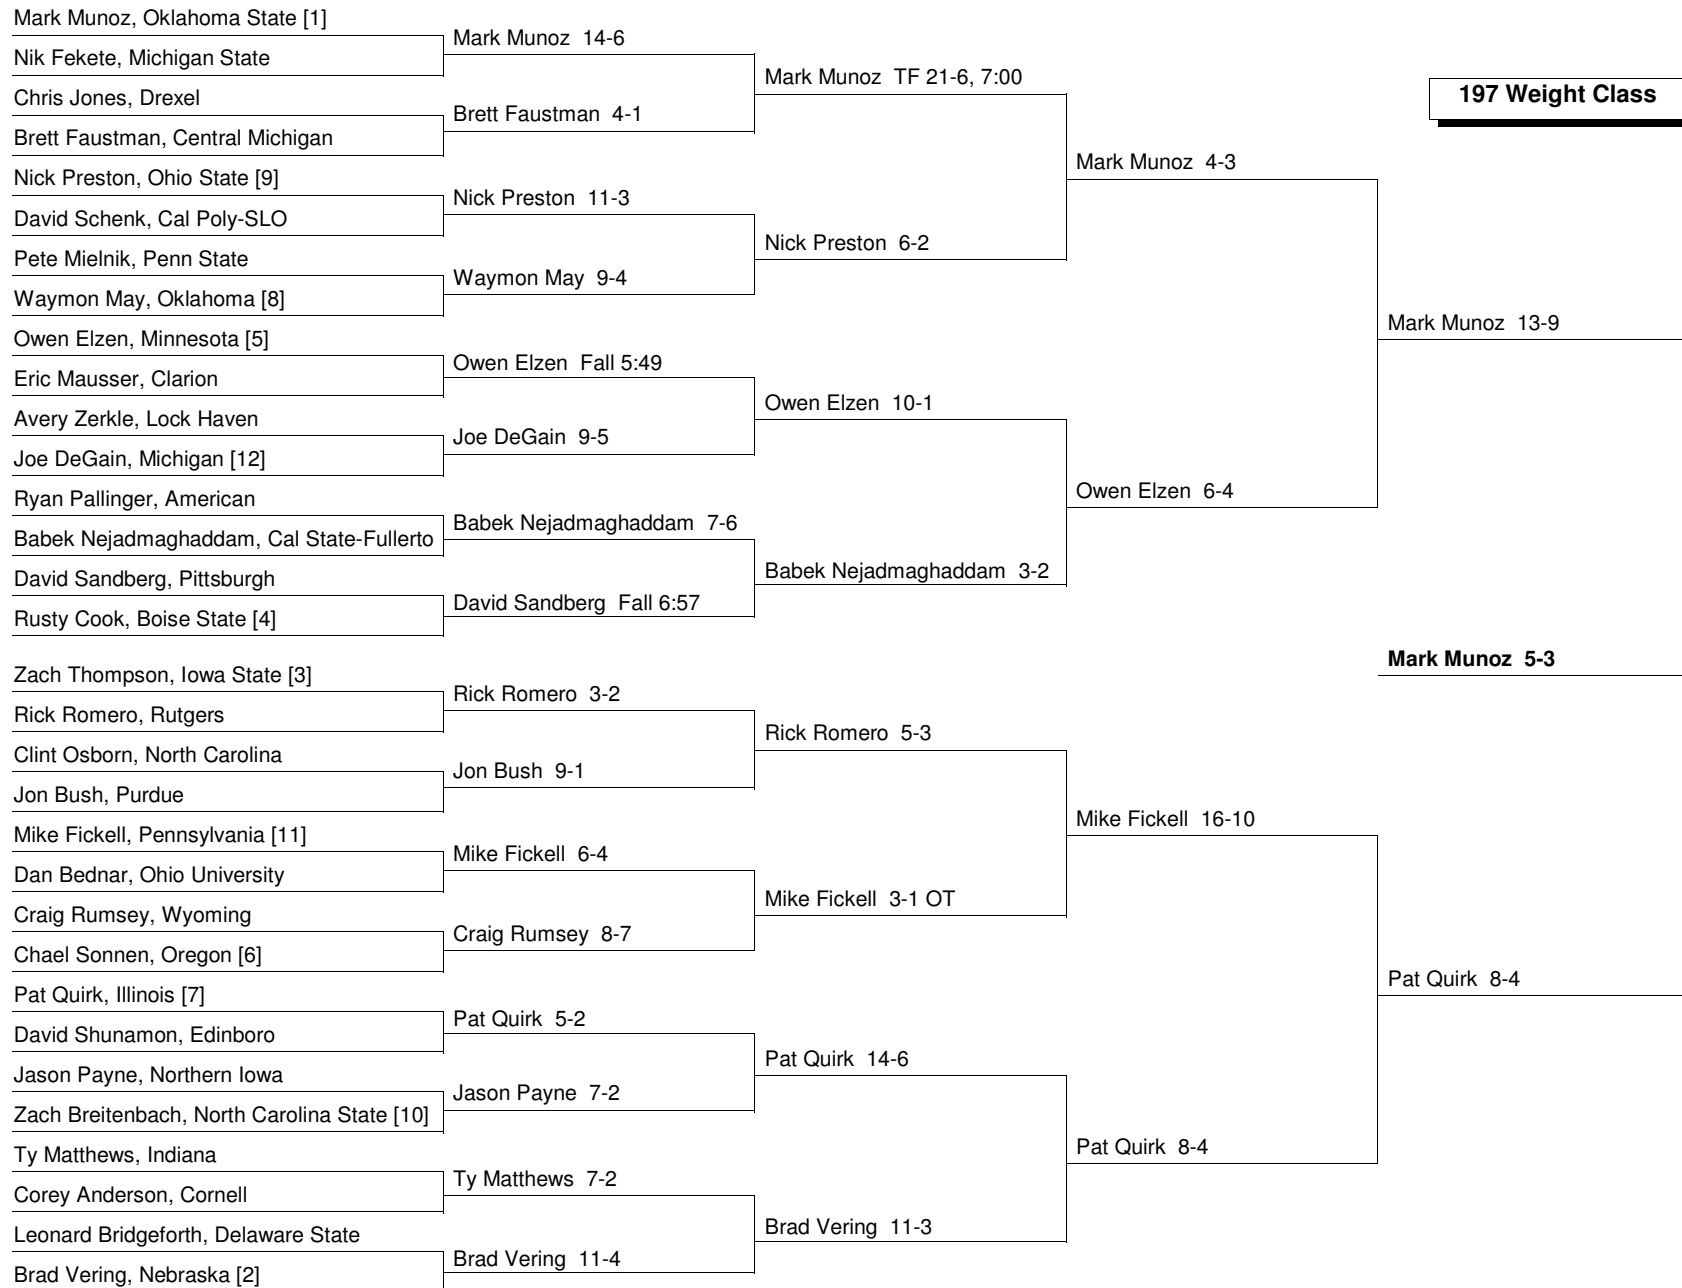 Mark Munoz, Oklahoma State [1]
Nik Fekete, Michigan State
Chris Jones, Drexel
Brett Faustman, Central Michigan
Nick Preston, Ohio State [9]
David Schenk, Cal Poly-SLO
Pete Mielnik, Penn State
Waymon May, Oklahoma [8]
Owen Elzen, Minnesota [5]
Eric Mausser, Clarion
Avery Zerkle, Lock Haven
Joe DeGain, Michigan [12]
Ryan Pallinger, American
Babek Nejadmaghaddam, Cal State-Fullerto
David Sandberg, Pittsburgh
Rusty Cook, Boise State [4]
Zach Thompson, Iowa State [3]
Rick Romero, Rutgers
Clint Osborn, North Carolina
Jon Bush, Purdue
Mike Fickell, Pennsylvania [11]
Dan Bednar, Ohio University
Craig Rumsey, Wyoming
Chael Sonnen, Oregon [6]
Pat Quirk, Illinois [7]
David Shunamon, Edinboro
Jason Payne, Northern Iowa
Zach Breitenbach, North Carolina State [10]
Ty Matthews, Indiana
Corey Anderson, Cornell
Leonard Bridgeforth, Delaware State
Brad Vering, Nebraska [2]
Mark Munoz 14-6
Brett Faustman 4-1
Nick Preston 11-3
Waymon May 9-4
Owen Elzen Fall 5:49
Joe DeGain 9-5
Babek Nejadmaghaddam 7-6
David Sandberg Fall 6:57
Rick Romero 3-2
Jon Bush 9-1
Mike Fickell 6-4
Craig Rumsey 8-7
Pat Quirk 5-2
Jason Payne 7-2
Ty Matthews 7-2
Brad Vering 11-4
Mark Munoz TF 21-6, 7:00
Nick Preston 6-2
Owen Elzen 10-1
Babek Nejadmaghaddam 3-2
Rick Romero 5-3
Mike Fickell 3-1 OT
Pat Quirk 14-6
Brad Vering 11-3
Mark Munoz 4-3
Owen Elzen 6-4
Mike Fickell 16-10
Pat Quirk 8-4
197 Weight Class
Mark Munoz 13-9
Mark Munoz 5-3
Pat Quirk 8-4